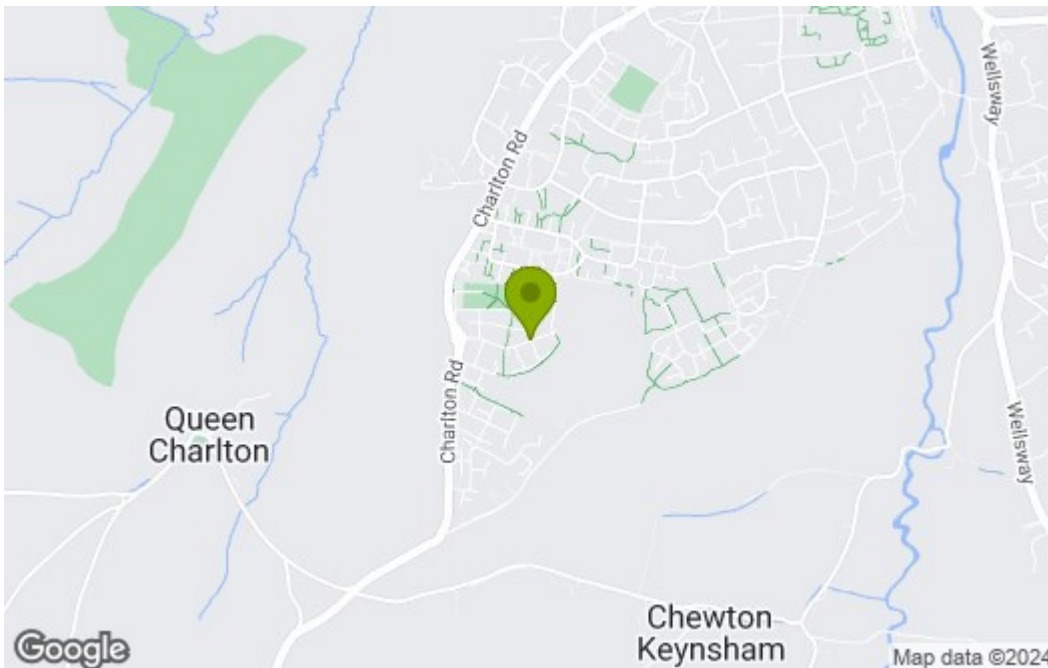 Wellsway
Charlton Rd
Queen
Charlton
Charlton Rd
Wellsway
Chewton
Keynsham
Google
Map data ©2024